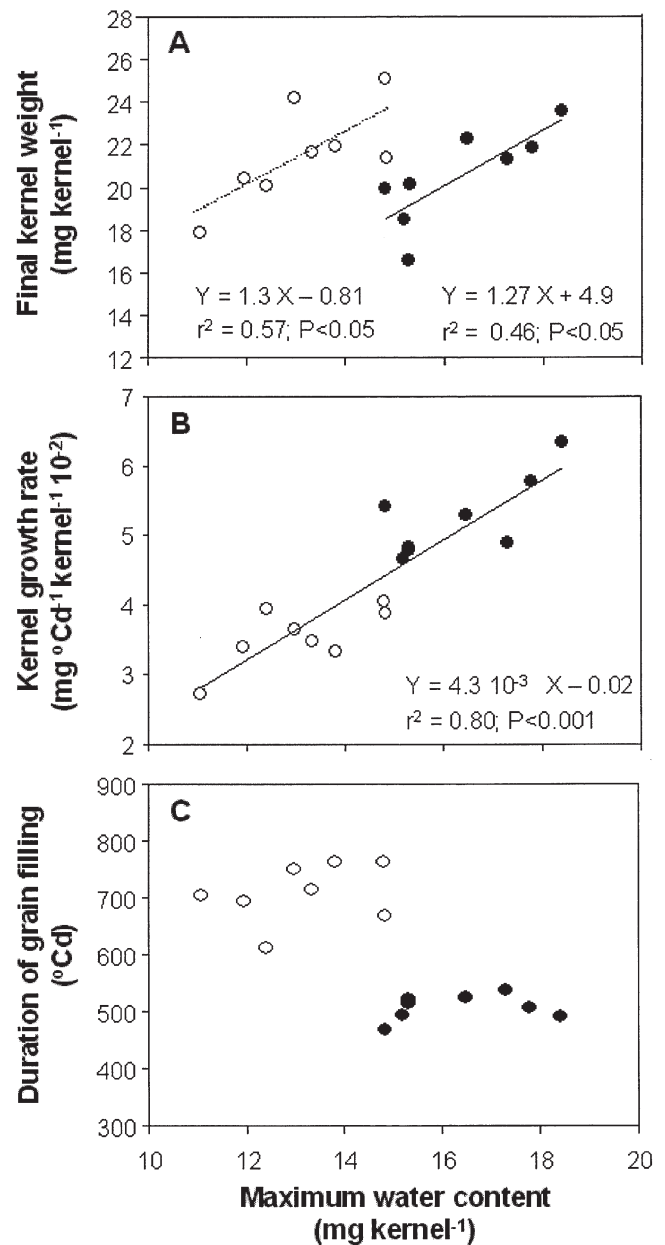 28
26
24
22
20
18
16
14
12
A
Final kernel weight
(mg kernel-1)
Y = 1.3 X – 0.81
r2 = 0.57; P<0.05
Y = 1.27 X + 4.9
r2 = 0.46; P<0.05
7
6
5
4
3
2
B
Kernel growth rate
(mg ºCd-1 kernel-1 10-2)
Y = 4.3 10-3 X – 0.02
r2 = 0.80; P<0.001
900
800
700
600
500
400
300
C
Duration of grain filling
(ºCd)
10 12 14 16 18 20
Maximum water content
(mg kernel-1)